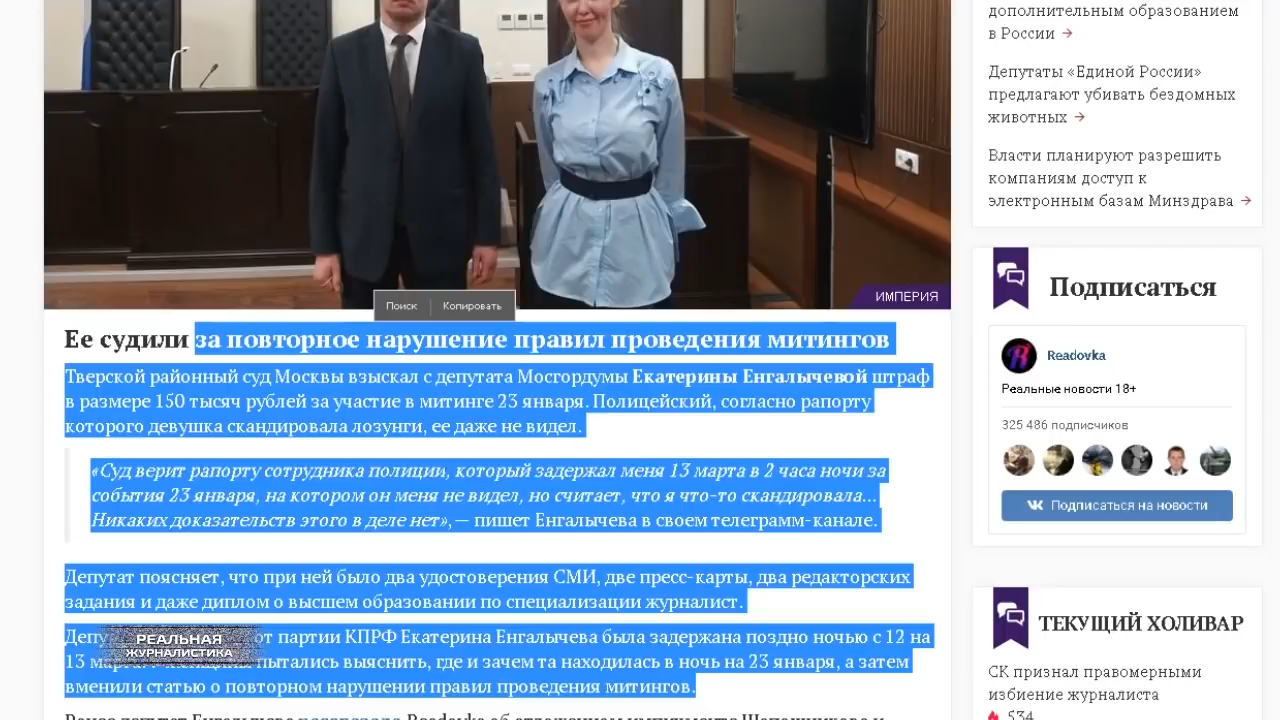 ИМПЕРИЯ
Поиск
Копировать
Ее судили за повторное нарушение правил проведения митингов
Тверской районный суд Москвы взыскал с депутата Мосгордумы Екатерины Енгалычевой штраф
в размере 150 тысяч рублей за участие в митинге 23 января. Полицейский, согласно рапорту
которого девушка скандировала лозунги, ее даже не видел.
«Суд верит рапорту сотрудника полиции, который задержал меня 13 марта в 2 часа ночи за
события 23 января, на котором он меня не видел, но считает, что я что-то скандировала...
Никаких доказательств этого в деле нет», — пишет Енгалычева в своем телеграмм-канале.
Депутат поясняет, что при ней было два удостоверения СМИ, две пресс-карты, два редакторских
задания и даже диплом о высшем образовании по специализации журналист.
от партии КПРФ Екатерина Енгалычева была задержана поздно ночью с 12 на
13 пытались выяснить, где и зачем та находилась в ночь на 23 января, а затем
вменили статью о повторном нарушении правил проведения митингов.
РЕАЛЬНАЯ
ЖУРНАЛИСТИКА
дополнительным образованием
в России →
Депутаты «Единой России»
предлагают убивать бездомных
животных →
Власти планируют разрешить
компаниям доступ к
электронным базам Минздрава →
Подписаться
Readovka
Реальные новости 18+
325 486 подписчиков
Подписаться на новости
ТЕКУЩИЙ ХОЛИВАР
СК признал правомерными
избиение журналиста
534